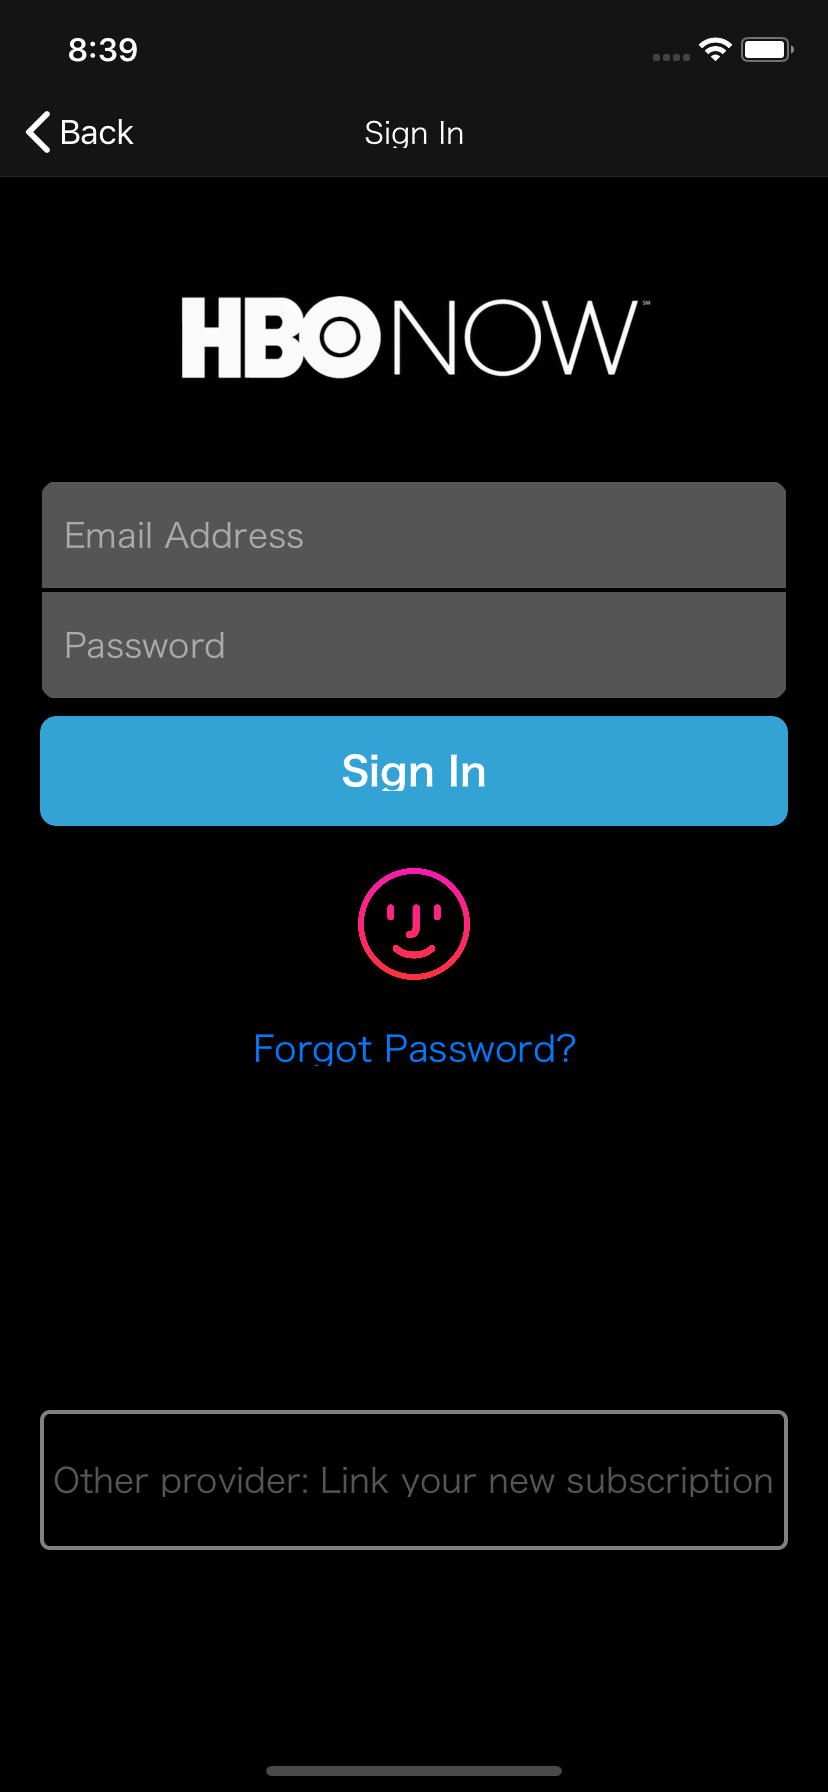 8:39
Back
Sign In
HBO NOW℠
Email Address
Password
Sign In
Forgot Password?
Other provider: Link your new subscription